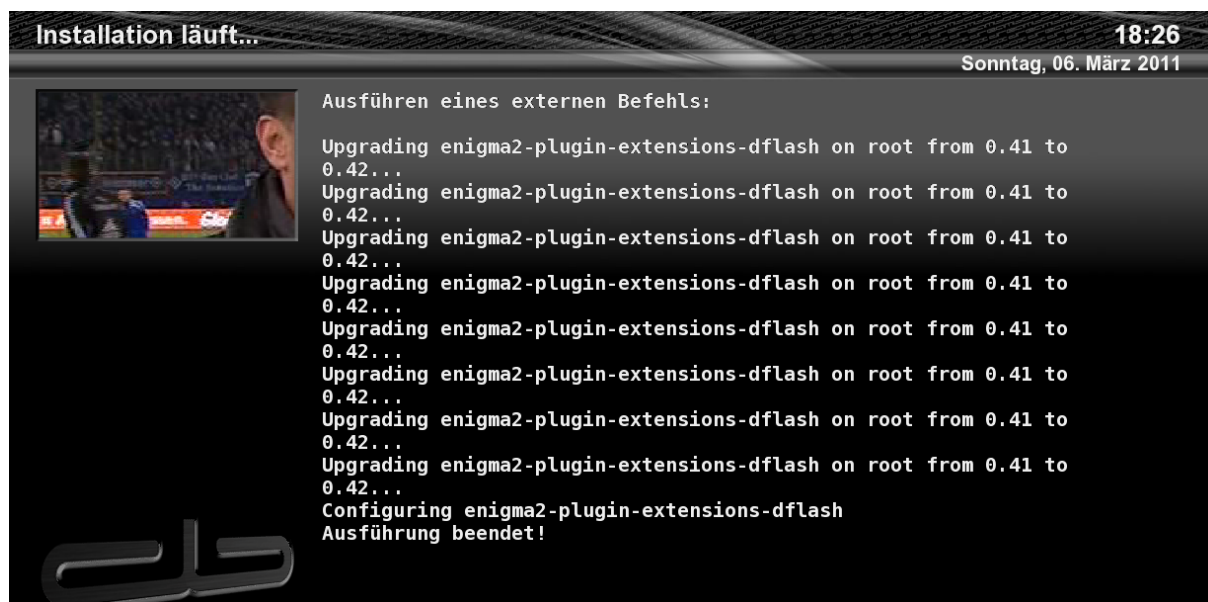 Installation läuft...
18:26
Sonntag, 06. März 2011
Ausführen eines externen Befehls:
Upgrading enigma2-plugin-extensions-dflash on root from 0.41 to
0.42...
Upgrading enigma2-plugin-extensions-dflash on root from 0.41 to
0.42...
Upgrading enigma2-plugin-extensions-dflash on root from 0.41 to
0.42...
Upgrading enigma2-plugin-extensions-dflash on root from 0.41 to
0.42...
Upgrading enigma2-plugin-extensions-dflash on root from 0.41 to
0.42...
Upgrading enigma2-plugin-extensions-dflash on root from 0.41 to
0.42...
Upgrading enigma2-plugin-extensions-dflash on root from 0.41 to
0.42...
Upgrading enigma2-plugin-extensions-dflash on root from 0.41 to
0.42...
Configuring enigma2-plugin-extensions-dflash
Ausführung beendet!